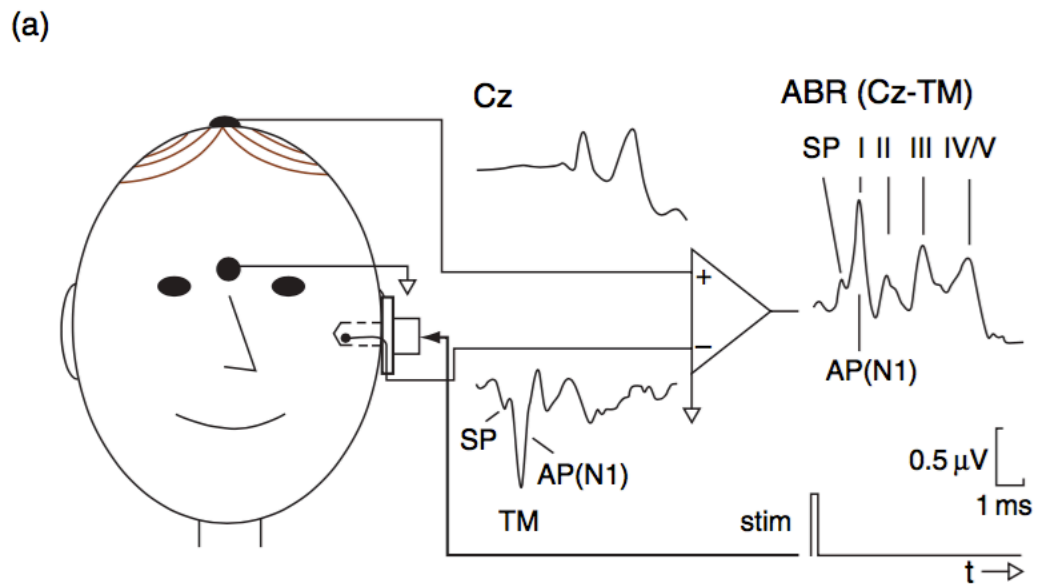 (a)
Cz
ABR (Cz-TM)
SP I II III IV/V
+
−
AP(N1)
SP
AP(N1)
TM
0.5 μV
1 ms
stim
t